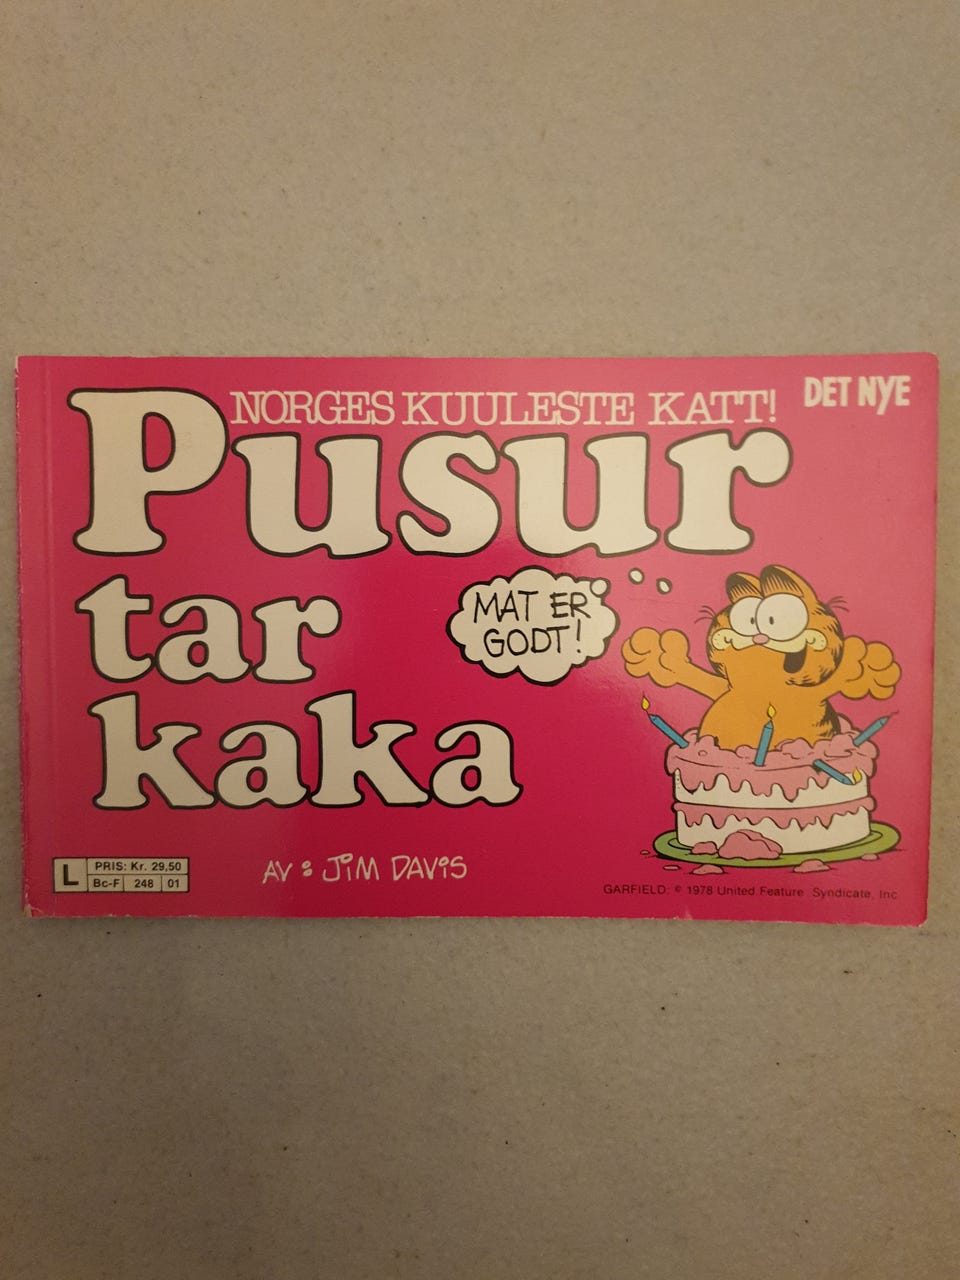 NORGES KUULESTE KATT!
DET NYE
Pusur
tar
kaka
MAT ER
GODT!
L
PRIS: Kr. 29,50
Bc-F 248 01
AV: JIM DAVIS
GARFIELD: © 1978 United Feature Syndicate, Inc